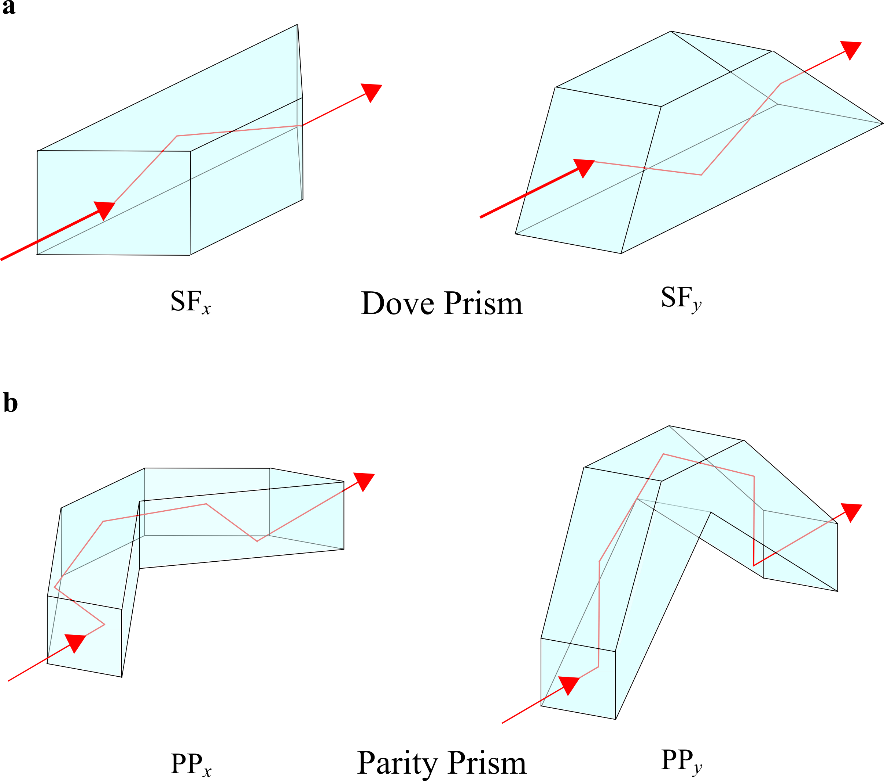 a
SFx Dove Prism SFy
b
PPx Parity Prism PPy